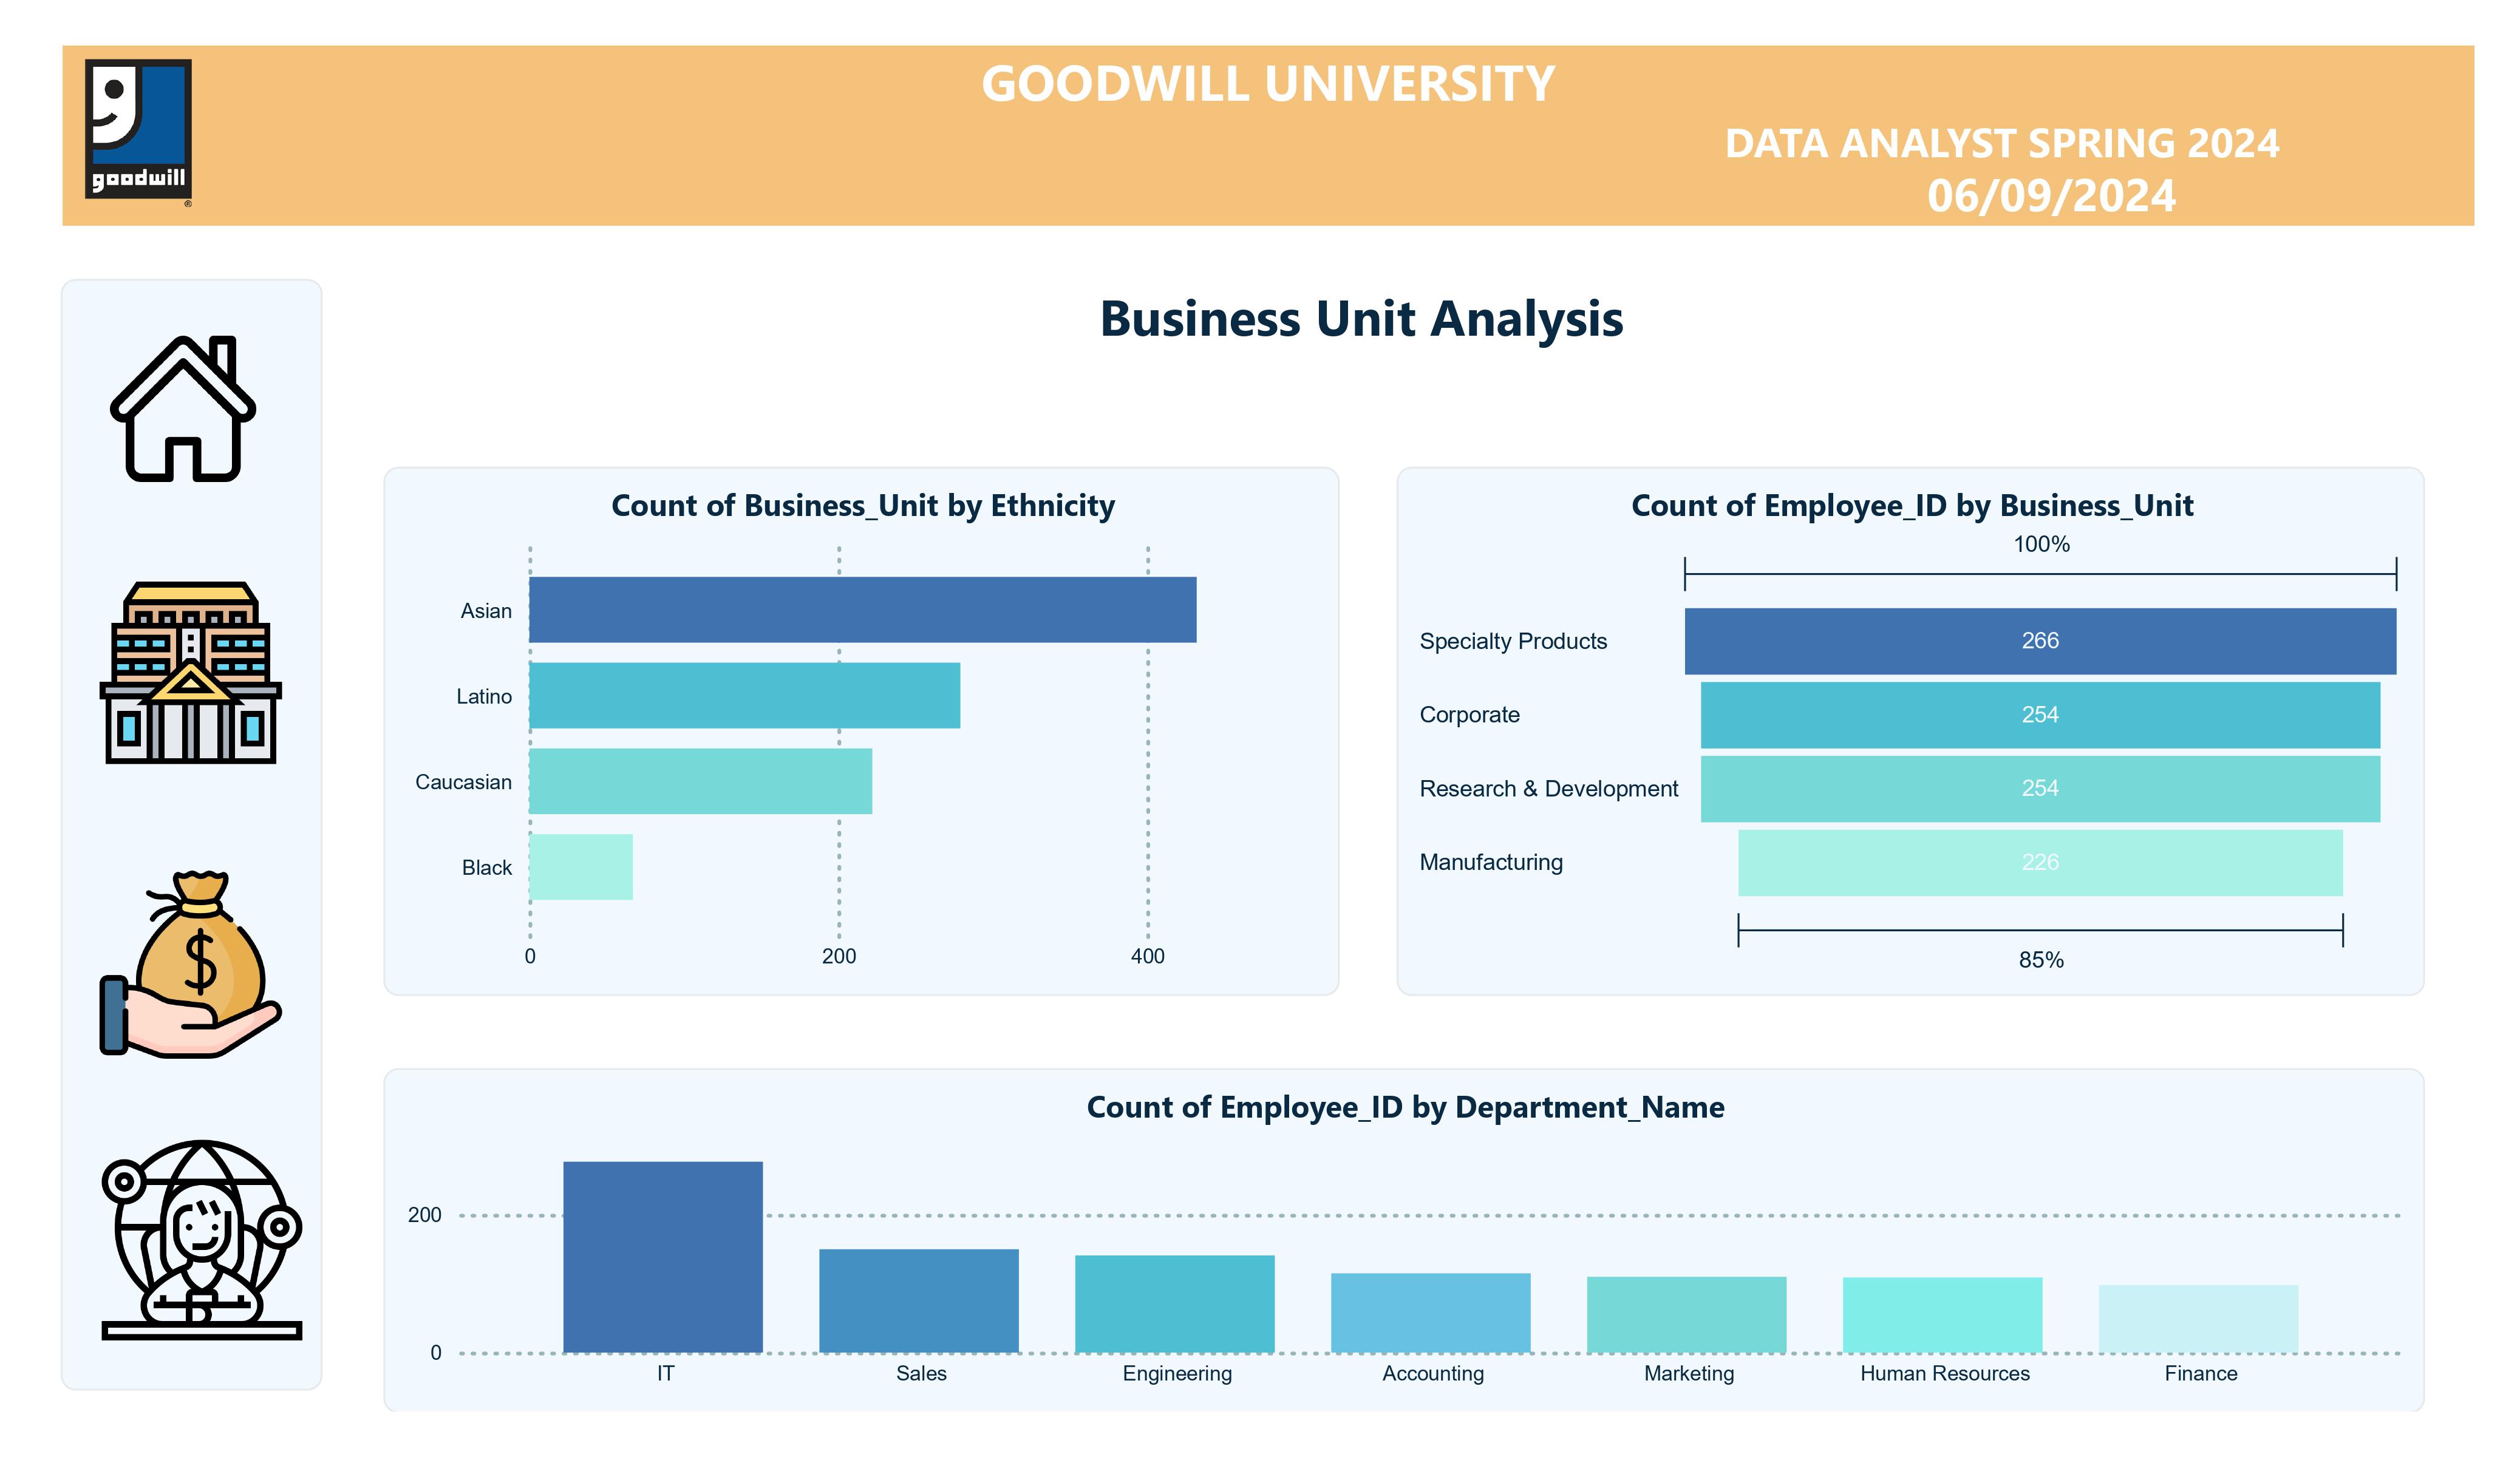 GOODWILL UNIVERSITY
DATA ANALYST SPRING 2024
06/09/2024
goodwill
®
Business Unit Analysis
Count of Business_Unit by Ethnicity
Asian
Latino
Caucasian
Black
0 200 400
Count of Employee_ID by Business_Unit
100%
Specialty Products 266
Corporate 254
Research & Development 254
Manufacturing 226
85%
Count of Employee_ID by Department_Name
200
0
IT Sales Engineering Accounting Marketing Human Resources Finance
$